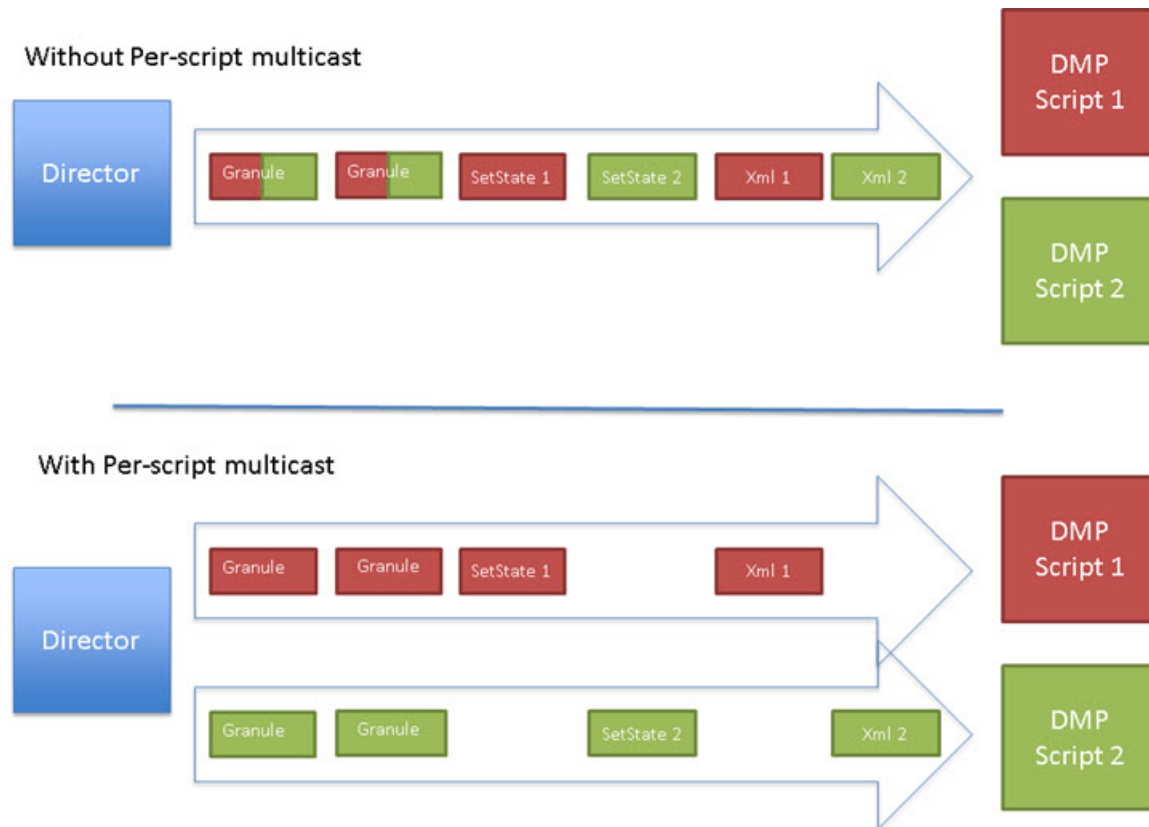 Without Per-script multicast
DMP
Script 1
Director
Granule
Granule
SetState 1
SetState 2
Xml 1
Xml 2
DMP
Script 2
With Per-script multicast
DMP
Script 1
Granule
Granule
SetState 1
Xml 1
Director
Granule
Granule
SetState 2
Xml 2
DMP
Script 2